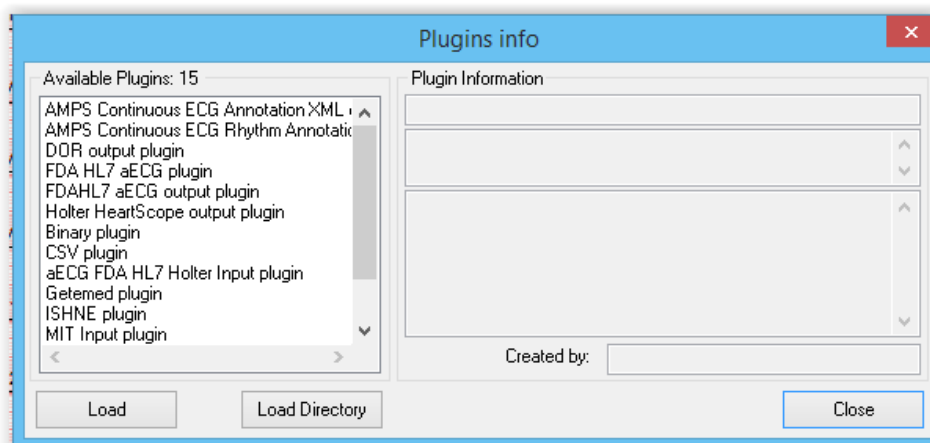 Plugins info
Available Plugins: 15
AMPS Continuous ECG Annotation XML
AMPS Continuous ECG Rhythm
DOR output plugin
FDA HL7 aECG plugin
FDAHL7 aECG output plugin
Holter HeartScope output plugin
Binary plugin
CSV plugin
aECG FDA HL7 Holter Input plugin
Getemed plugin
ISHNE plugin
MIT Input plugin
Plugin Information
Created by:
Load
Load Directory
Close